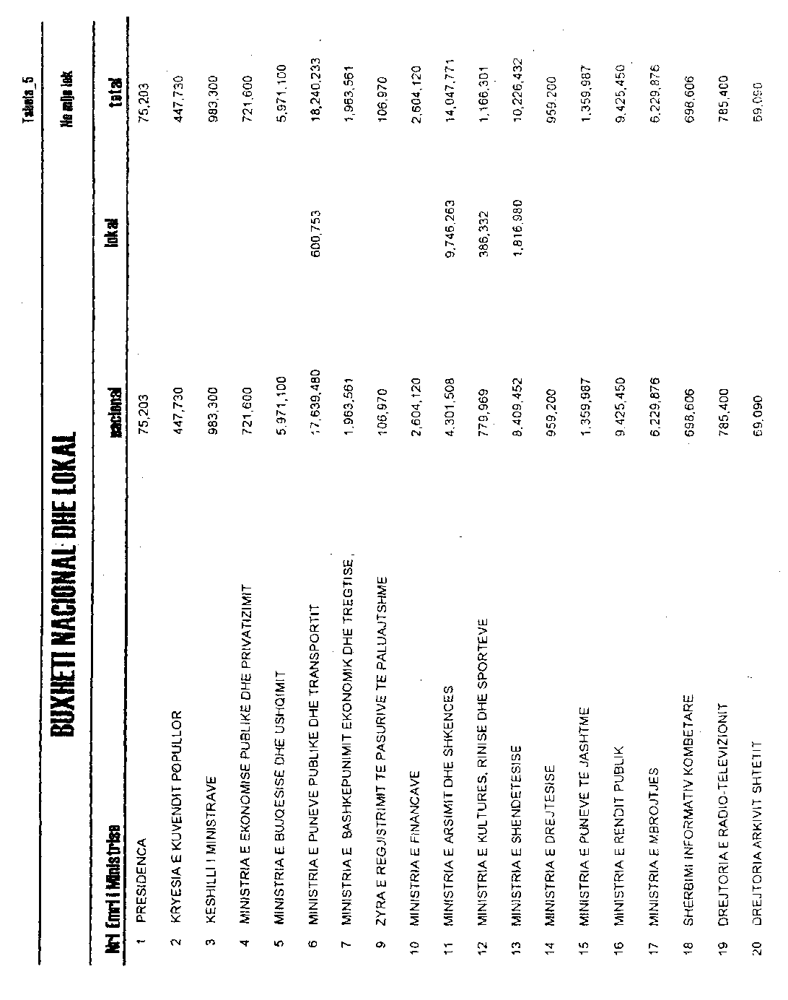 Tabela_5
BUXHETI NACIONAL DHE LOKAL Ne mije lek
Nr Emri i Ministrise nacional lokal total
1 PRESIDENCA 75,203 75,203
2 KRYESIA E KUVENDIT POPULLOR 447,730 447,730
3 KESHILLI I MINISTRAVE 983,300 983,300
4 MINISTRIA E EKONOMISE PUBLIKE DHE PRIVATIZIMIT 721,600 721,600
5 MINISTRIA E BUJQESISE DHE USHQIMIT 5,971,100 5,971,100
6 MINISTRIA E PUNEVE PUBLIKE DHE TRANSPORTIT 17,639,480 600,753 18,240,233
7 MINISTRIA E BASHKEPUNIMIT EKONOMIK DHE TREGTISE, 1,963,561 1,963,561
9 ZYRA E REGJISTRIMIT TE PASURIVE TE PALUAJTSHME 106,970 106,970
10 MINISTRIA E FINANCAVE 2,604,120 2,604,120
11 MINISTRIA E ARSIMIT DHE SHKENCES 4,301,508 9,746,263 14,047,771
12 MINISTRIA E KULTURES, RINISE DHE SPORTEVE 779,969 386,332 1,166,301
13 MINISTRIA E SHENDETESISE 8,409,452 1,816,980 10,226,432
14 MINISTRIA E DREJTESISE 959,200 959,200
15 MINISTRIA E PUNEVE TE JASHTME 1,359,987 1,359,987
16 MINISTRIA E RENDIT PUBLIK 9,425,450 9,425,450
17 MINISTRIA E MBROJTJES 6,229,876 6,229,876
18 SHERBIMI INFORMATIV KOMBETARE 698,606 698,606
19 DREJTORIA E RADIO-TELEVIZIONIT 785,400 785,400
20 DREJTORIA ARKIVIT SHTETIT 69,090 69,090